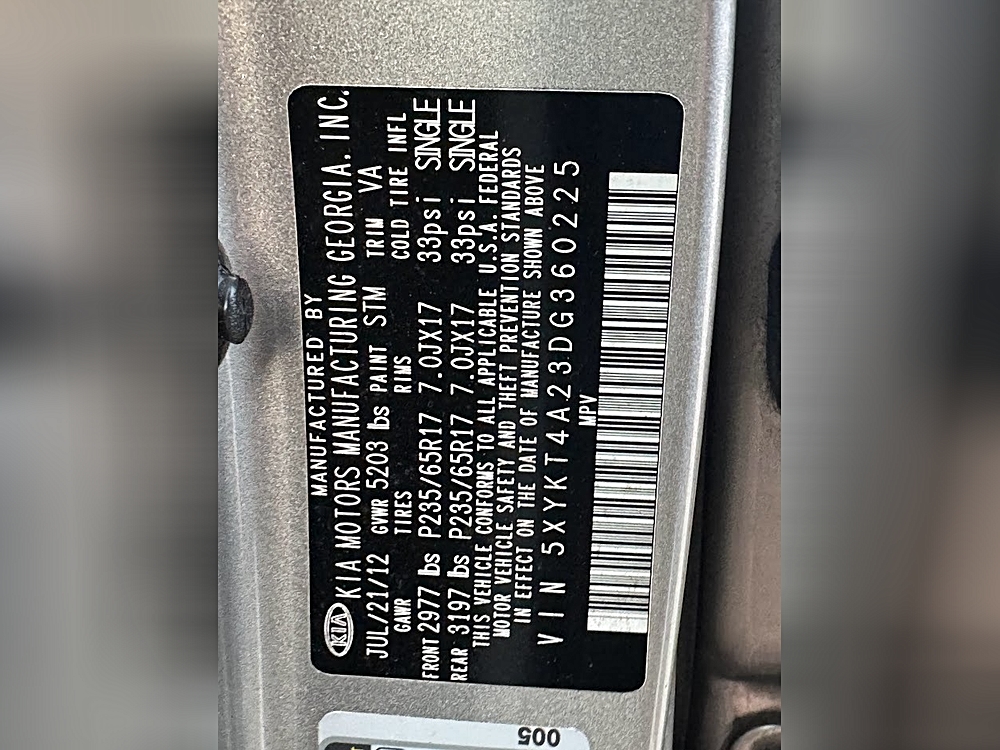 MANUFACTURED BY
KIA KIA MOTORS MANUFACTURING GEORGIA, INC.
JUL/21/12 GVWR 5203 lbs PAINT STM TRIM VA
GAWR TIRES RIMS COLD TIRE INFL
FRONT 2977 lbs P235/65R17 7.0JX17 33psi SINGLE
REAR 3197 lbs P235/65R17 7.0JX17 33psi SINGLE
THIS VEHICLE CONFORMS TO ALL APPLICABLE U.S.A. FEDERAL
MOTOR VEHICLE SAFETY AND THEFT PREVENTION STANDARDS
IN EFFECT ON THE DATE OF MANUFACTURE SHOWN ABOVE
VIN 5XYKT4A23DG360225
MPV
005